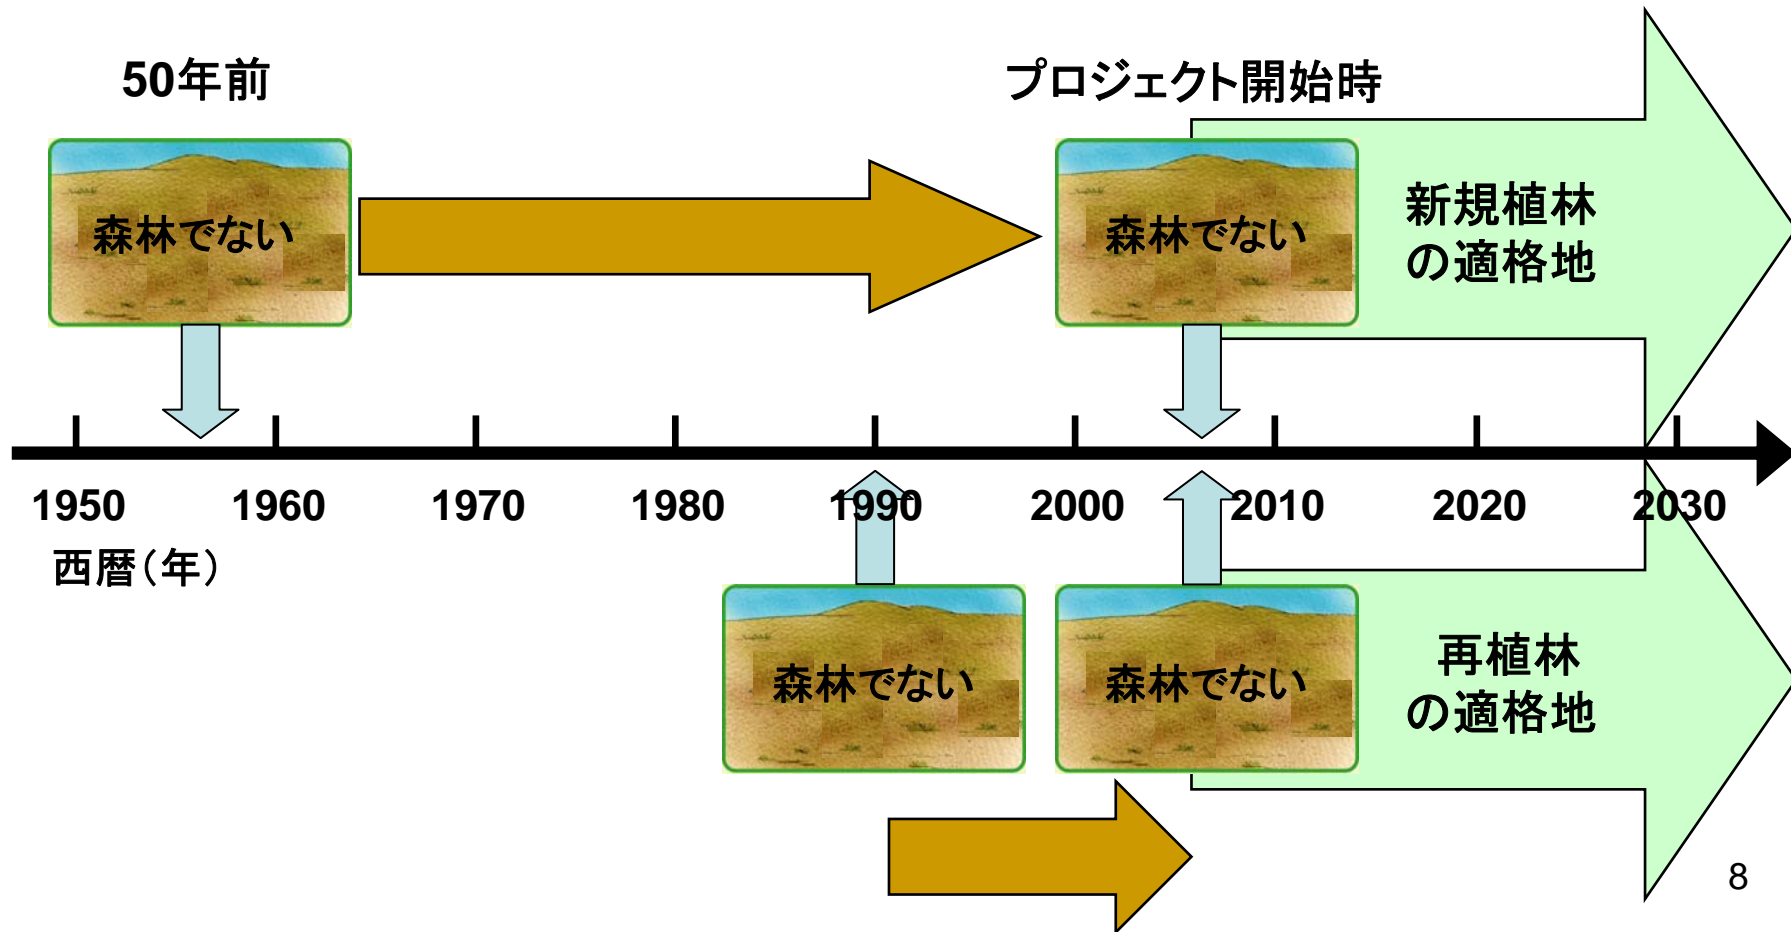 50年前
プロジェクト開始時
森林でない
森林でない
新規植林
の適格地
1950
1960
1970
1980
1990
2000
2010
2020
2030
西暦(年)
森林でない
森林でない
再植林
の適格地
8